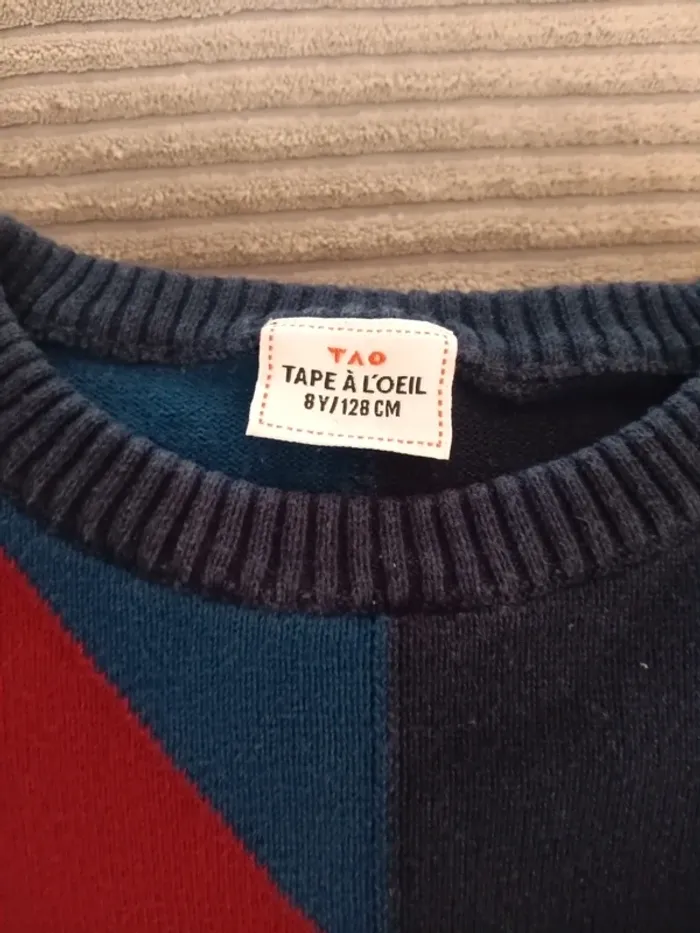 TAO
TAPE À L'OEIL
8Y/128 CM